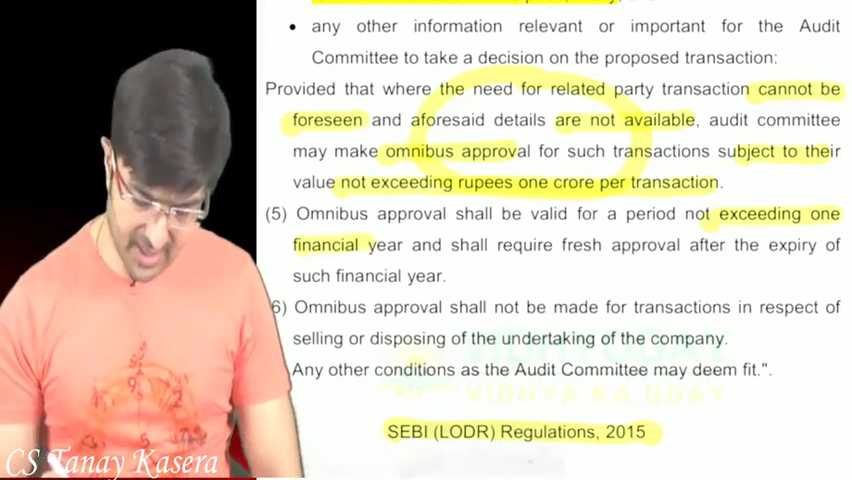 • any other information relevant or important for the Audit
Committee to take a decision on the proposed transaction:
Provided that where the need for related party transaction cannot be
foreseen and aforesaid details are not available, audit committee
may make omnibus approval for such transactions subject to their
value not exceeding rupees one crore per transaction.
(5) Omnibus approval shall be valid for a period not exceeding one
financial year and shall require fresh approval after the expiry of
such financial year.
6) Omnibus approval shall not be made for transactions in respect of
selling or disposing of the undertaking of the company.
Any other conditions as the Audit Committee may deem fit.".
VIDHYA KA UDAY
SEBI (LODR) Regulations, 2015
CS Tanay Kasera